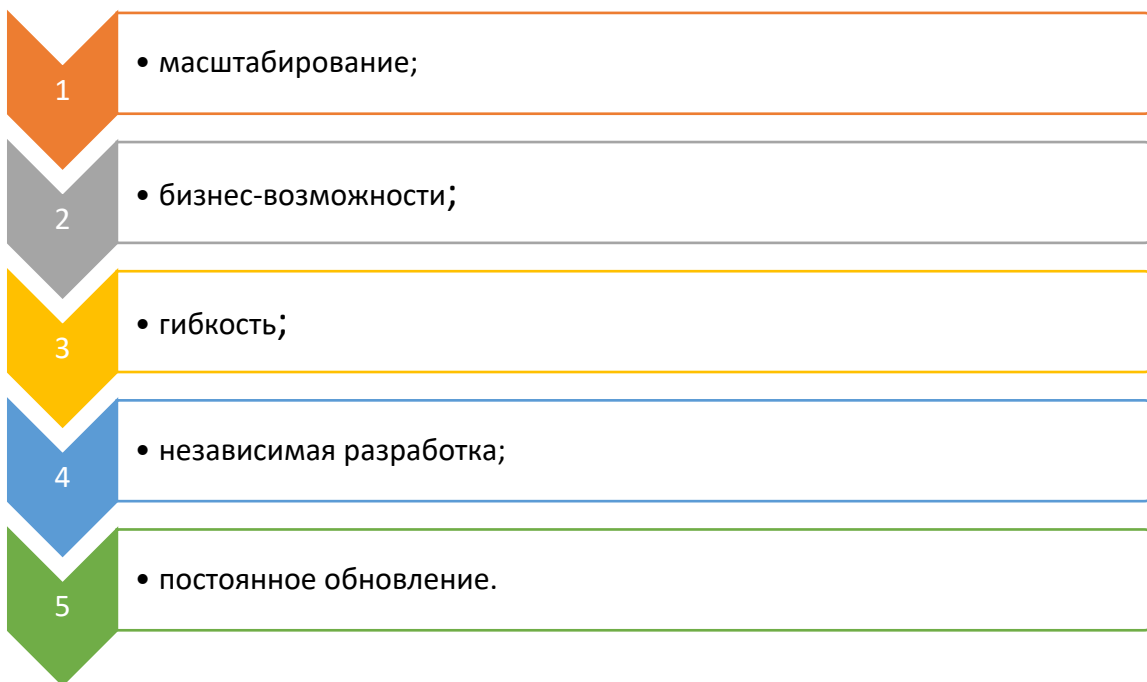 1
• масштабирование;
2
• бизнес-возможности;
3
• гибкость;
4
• независимая разработка;
5
• постоянное обновление.